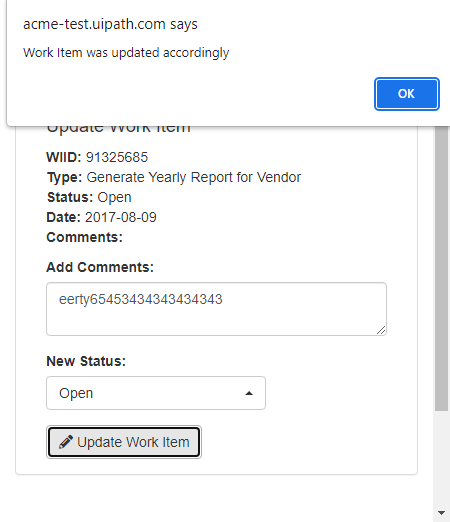 acme-test.uipath.com says
Work Item was updated accordingly
OK
Update Work Item
WIID: 91325685
Type: Generate Yearly Report for Vendor
Status: Open
Date: 2017-08-09
Comments:
Add Comments:
eerty65453434343434343
New Status:
Open
Update Work Item